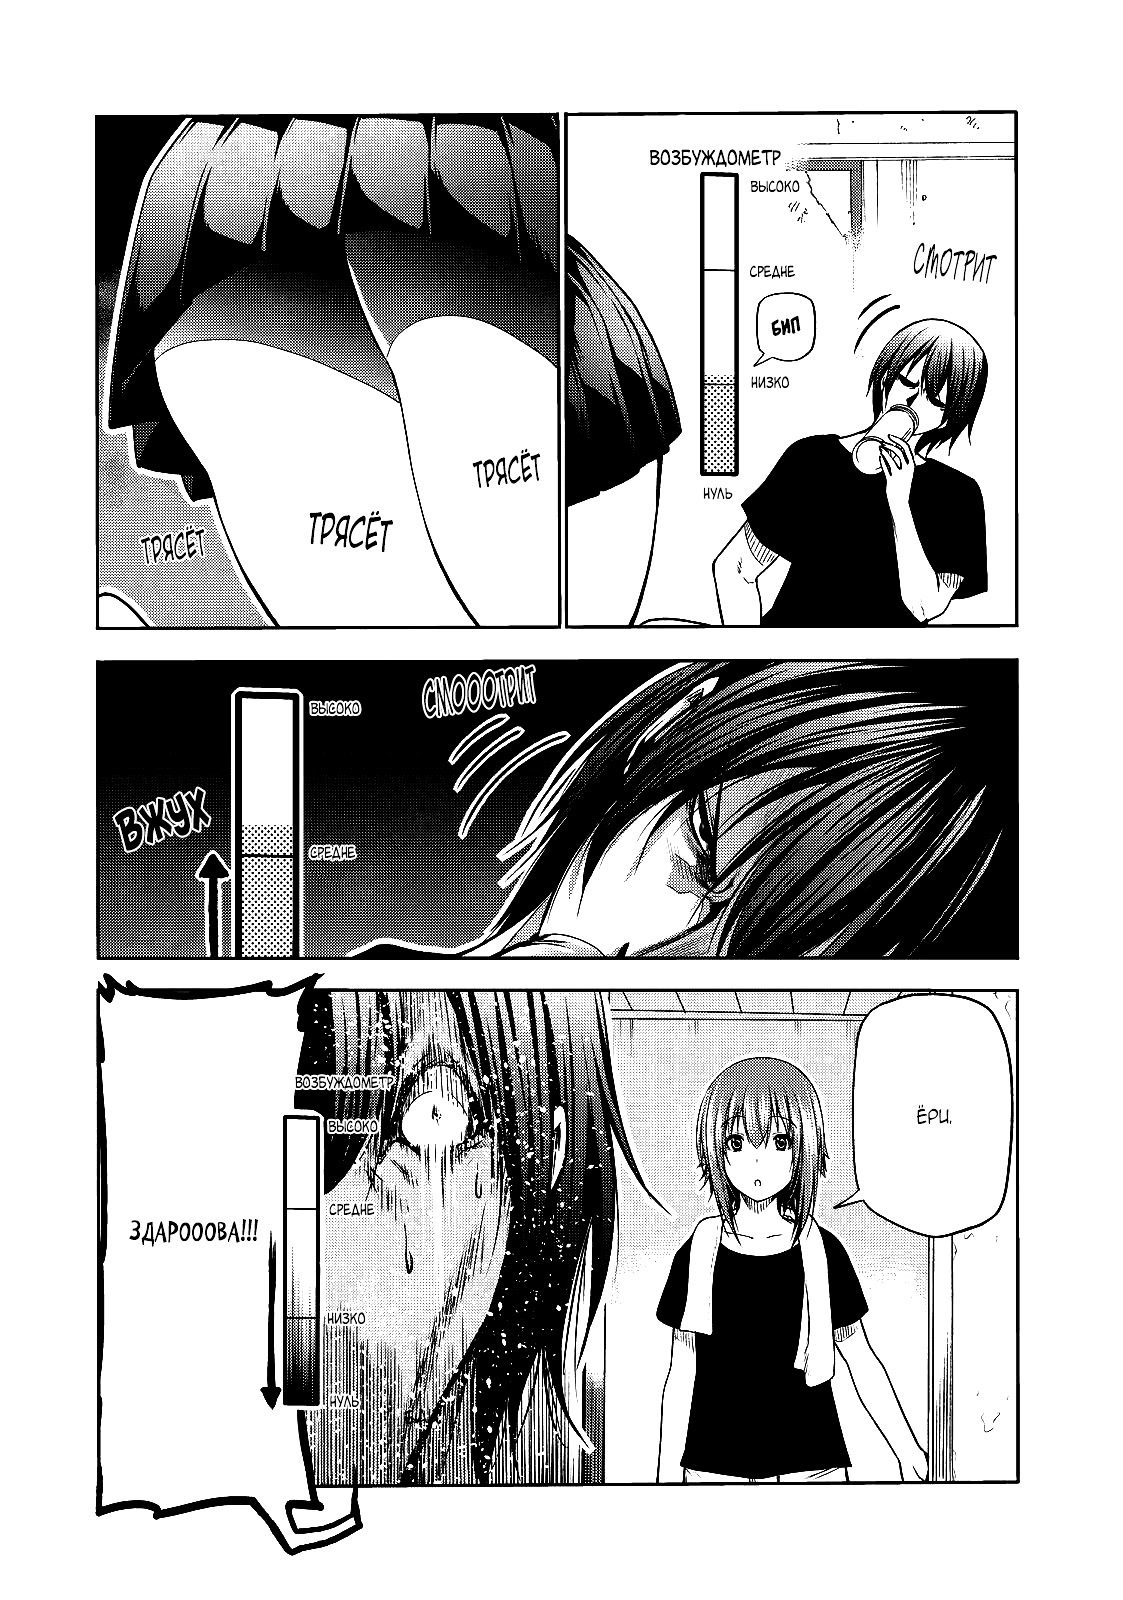 ВОЗБУЖДОМЕТР
ВЫСОКО
СМОТРИТ
СРЕДНЕ
БИП
НИЗКО
НУЛЬ
ТРЯСЁТ
ТРЯСЁТ
ТРЯСЁТ
СМОООТРИТ
ВЫСОКО
ВЖУХ
СРЕДНЕ
ЁРИ.
ВОЗБУЖДОМЕТР
ВЫСОКО
СРЕДНЕ
НИЗКО
НУЛЬ
ЗДАРОООВА!!!